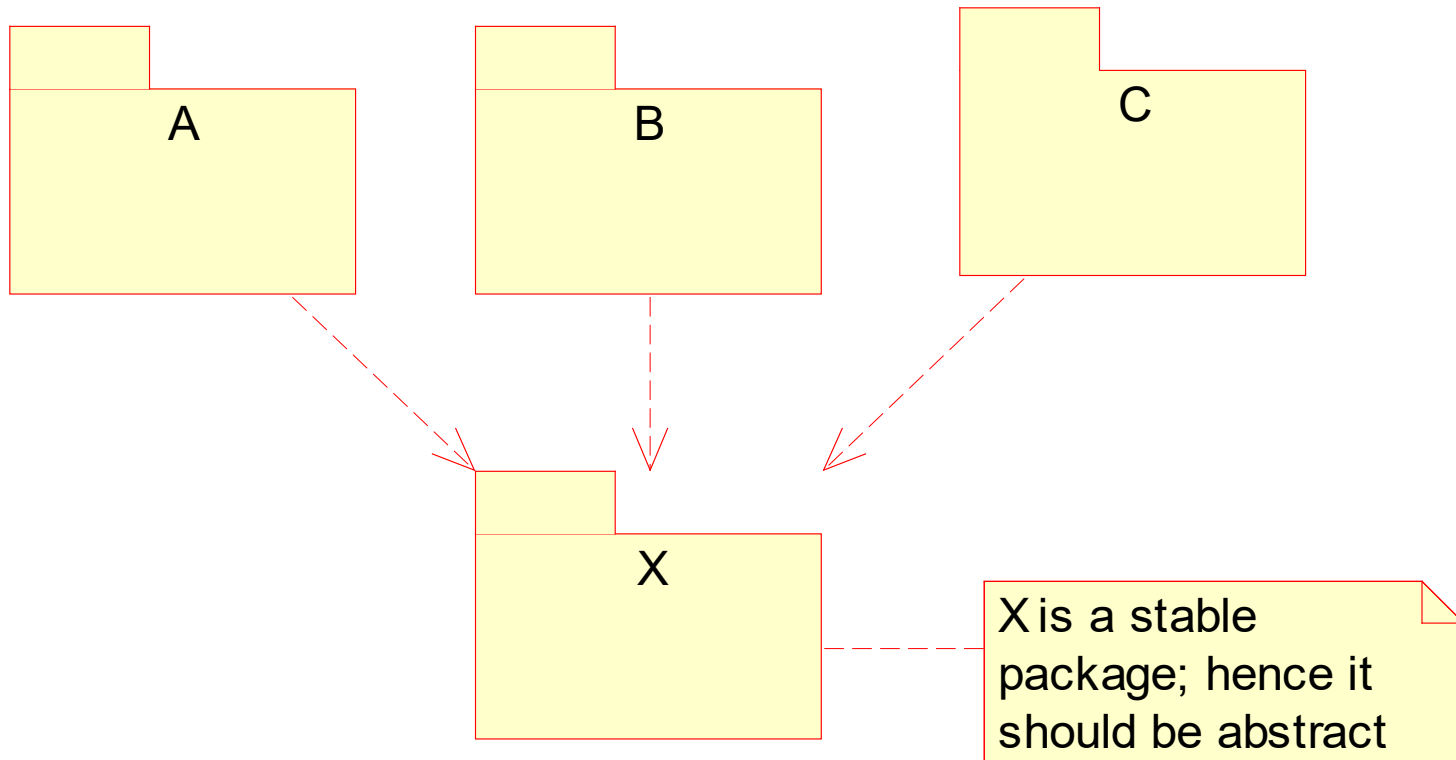 A
B
C
X
X is a stable
package; hence it
should be abstract